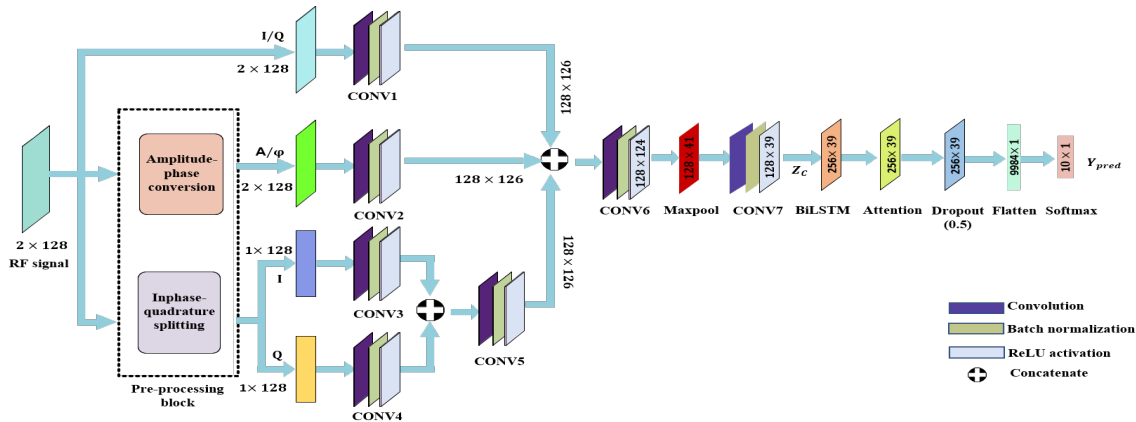 I/Q
2 × 128
CONV1
128 × 126
Amplitude-
phase
conversion
A/φ
2 × 128
CONV2
128 × 126
2 × 128
RF signal
Inphase-
quadrature
splitting
Pre-processing
block
1 × 128
I
CONV3
Q
1 × 128
CONV4
CONV5
128 × 126
128 × 124
CONV6
128 × 41
Maxpool
128 × 39
CONV7
Z_C
256× 39
BiLSTM
256× 39
Attention
256× 39
Dropout
(0.5)
9984 × 1
Flatten
10 × 1
Softmax
Y_pred
Convolution
Batch normalization
ReLU activation
Concatenate